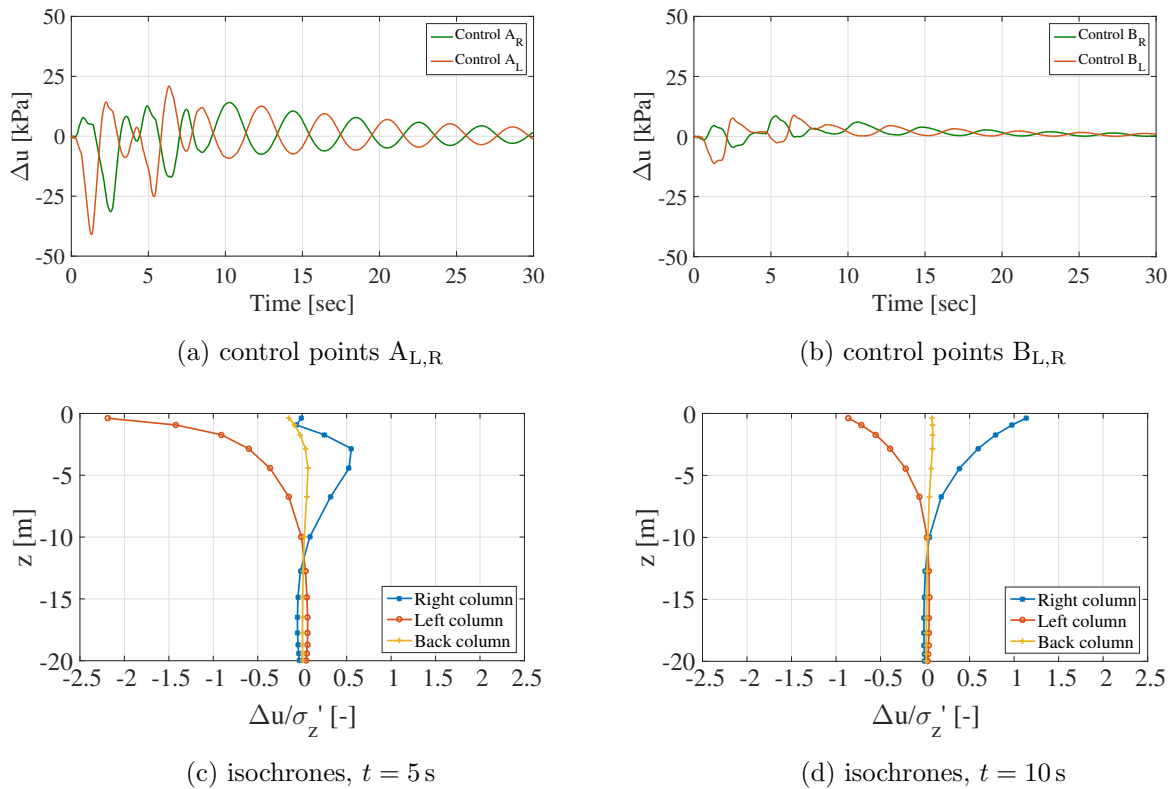 50
25
0
-25
-50
Δu [kPa]
0 5 10 15 20 25 30
Time [sec]
Control A_R
Control A_L
(a) control points A_L,R
50
25
0
-25
-50
Δu [kPa]
0 5 10 15 20 25 30
Time [sec]
Control B_R
Control B_L
(b) control points B_L,R
0
-5
-10
-15
-20
z [m]
-2.5 -2 -1.5 -1 -0.5 0 0.5 1 1.5 2 2.5
Δu/σ_z' [-]
Right column
Left column
Back column
(c) isochrones, t = 5 s
0
-5
-10
-15
-20
z [m]
-2.5 -2 -1.5 -1 -0.5 0 0.5 1 1.5 2 2.5
Δu/σ_z' [-]
Right column
Left column
Back column
(d) isochrones, t = 10 s